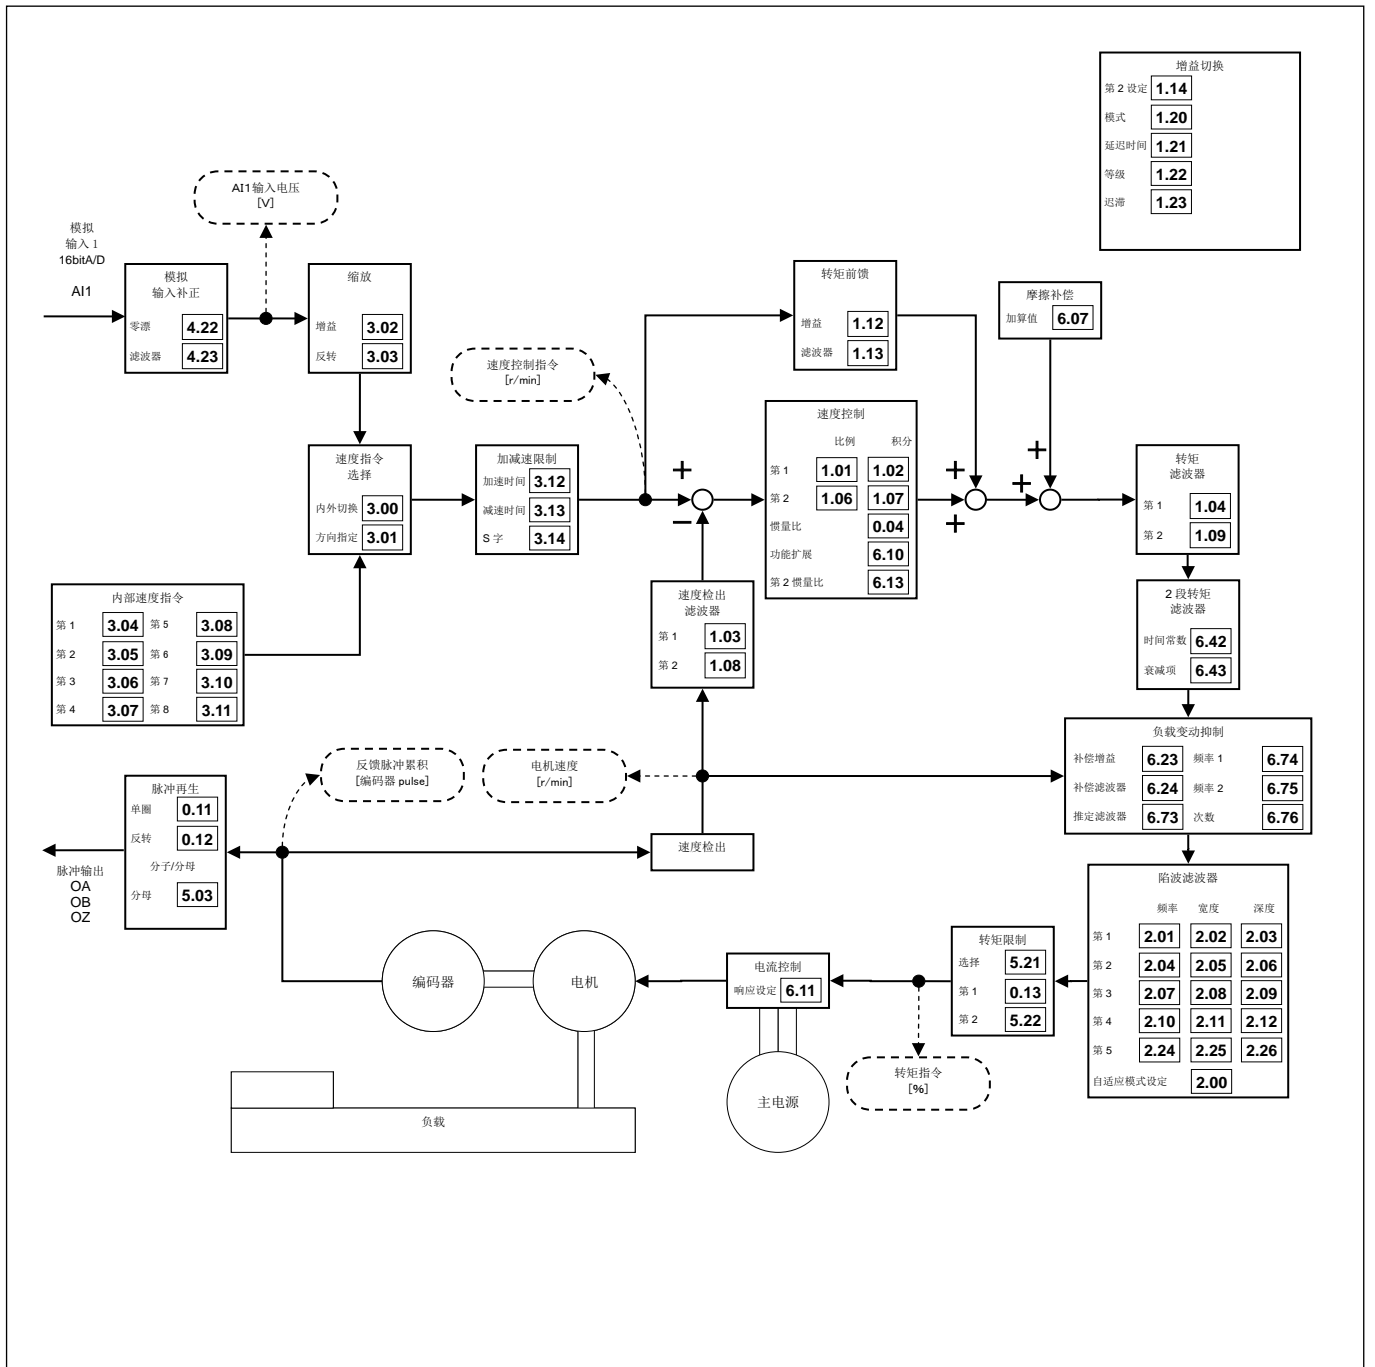 增益切换
第 2 设定 1.14
模式 1.20
延迟时间 1.21
等级 1.22
迟滞 1.23
AI1 输入电压
[V]
模拟
输入 1
16bitA/D
AI1
模拟
输入补正
零漂 4.22
滤波器 4.23
缩放
增益 3.02
反转 3.03
速度控制指令
[r/min]
转矩前馈
增益 1.12
滤波器 1.13
摩擦补偿
加算值 6.07
速度指令
选择
内外切换 3.00
方向指定 3.01
加减速限制
加速时间 3.12
减速时间 3.13
S 字 3.14
+
−
速度控制
比例 积分
第 1 1.01 1.02
第 2 1.06 1.07
惯量比 0.04
功能扩展 6.10
第 2 惯量比 6.13
+
+
+
+
转矩
滤波器
第 1 1.04
第 2 1.09
内部速度指令
第 1 3.04 第 5 3.08
第 2 3.05 第 6 3.09
第 3 3.06 第 7 3.10
第 4 3.07 第 8 3.11
速度检出
滤波器
第 1 1.03
第 2 1.08
2 段转矩
滤波器
时间常数 6.42
衰减项 6.43
负载变动抑制
补偿增益 6.23 频率 1 6.74
补偿滤波器 6.24 频率 2 6.75
推定滤波器 6.73 次数 6.76
反馈脉冲累积
[编码器 pulse]
电机速度
[r/min]
脉冲再生
单圈 0.11
反转 0.12
分子/分母
分母 5.03
脉冲输出
OA
OB
OZ
速度检出
陷波滤波器
频率 宽度 深度
第 1 2.01 2.02 2.03
第 2 2.04 2.05 2.06
第 3 2.07 2.08 2.09
第 4 2.10 2.11 2.12
第 5 2.24 2.25 2.26
自适应模式设定 2.00
转矩限制
选择 5.21
第 1 0.13
第 2 5.22
电流控制
响应设定 6.11
编码器
电机
转矩指令
[%]
主电源
负载